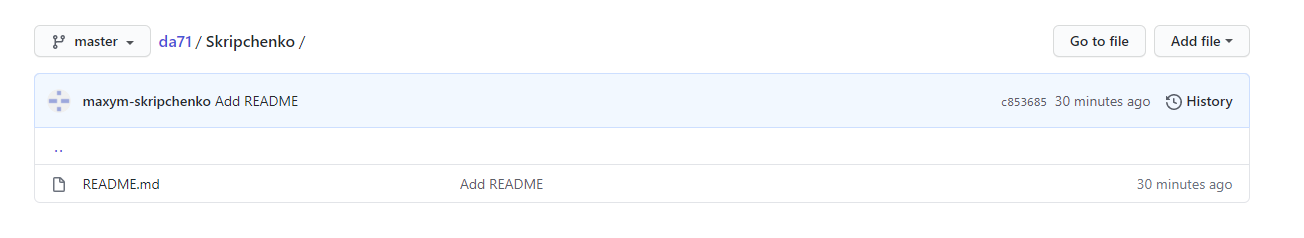 master da71 / Skripchenko / Go to file Add file
maxym-skripchenko Add README c853685 30 minutes ago History
..
README.md Add README 30 minutes ago